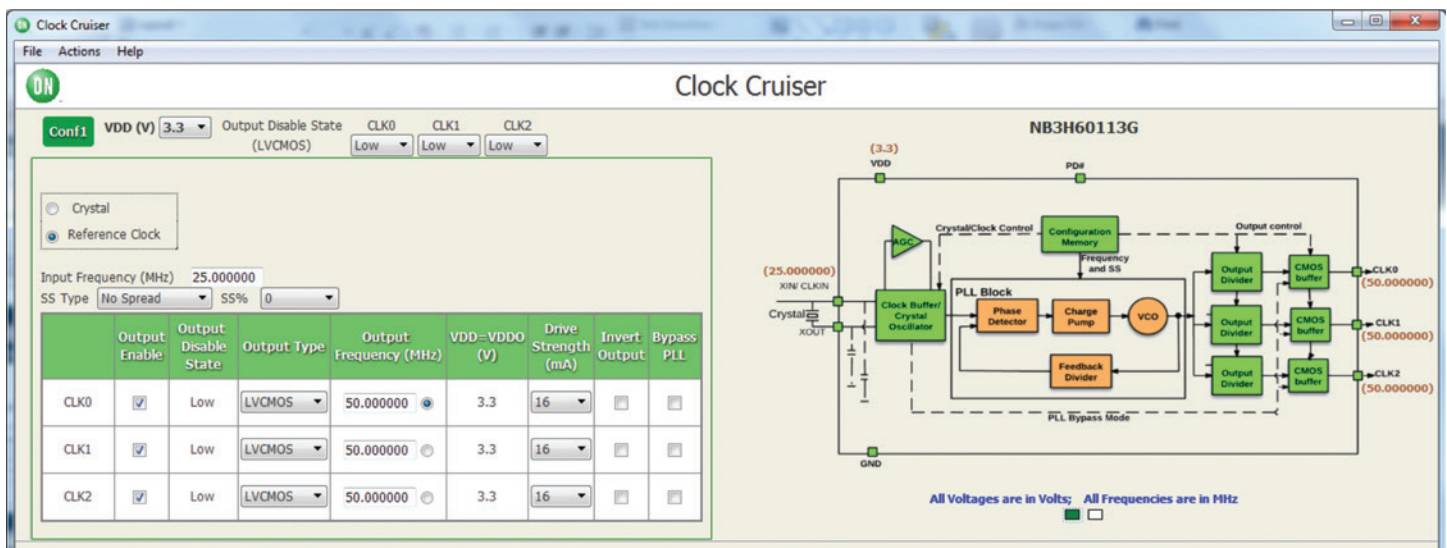 Clock Cruiser
File Actions Help
ON
Clock Cruiser
Conf1 VDD (V) 3.3 Output Disable State (LVCMOS) CLK0 CLK1 CLK2
Low Low Low
Crystal
Reference Clock
Input Frequency (MHz) 25.000000
SS Type No Spread SS% 0
Output Enable Output Disable State Output Type Output Frequency (MHz) VDD=VDDO (V) Drive Strength (mA) Invert Output Bypass PLL
CLK0 Low LVCMOS 50.000000 3.3 16
CLK1 Low LVCMOS 50.000000 3.3 16
CLK2 Low LVCMOS 50.000000 3.3 16
NB3H60113G
(3.3)
VDD
PD#
Crystal/Clock Control
Configuration Memory
Output control
AGC
Frequency and SS
(25.000000)
XIN/ CLKIN
Crystal
XOUT
Clock Buffer/ Crystal Oscillator
PLL Block
Phase Detector
Charge Pump
VCO
Feedback Divider
Output Divider
CMOS buffer
CLK0
(50.000000)
Output Divider
CMOS buffer
CLK1
(50.000000)
Output Divider
CMOS buffer
CLK2
(50.000000)
PLL Bypass Mode
GND
All Voltages are in Volts; All Frequencies are in MHz